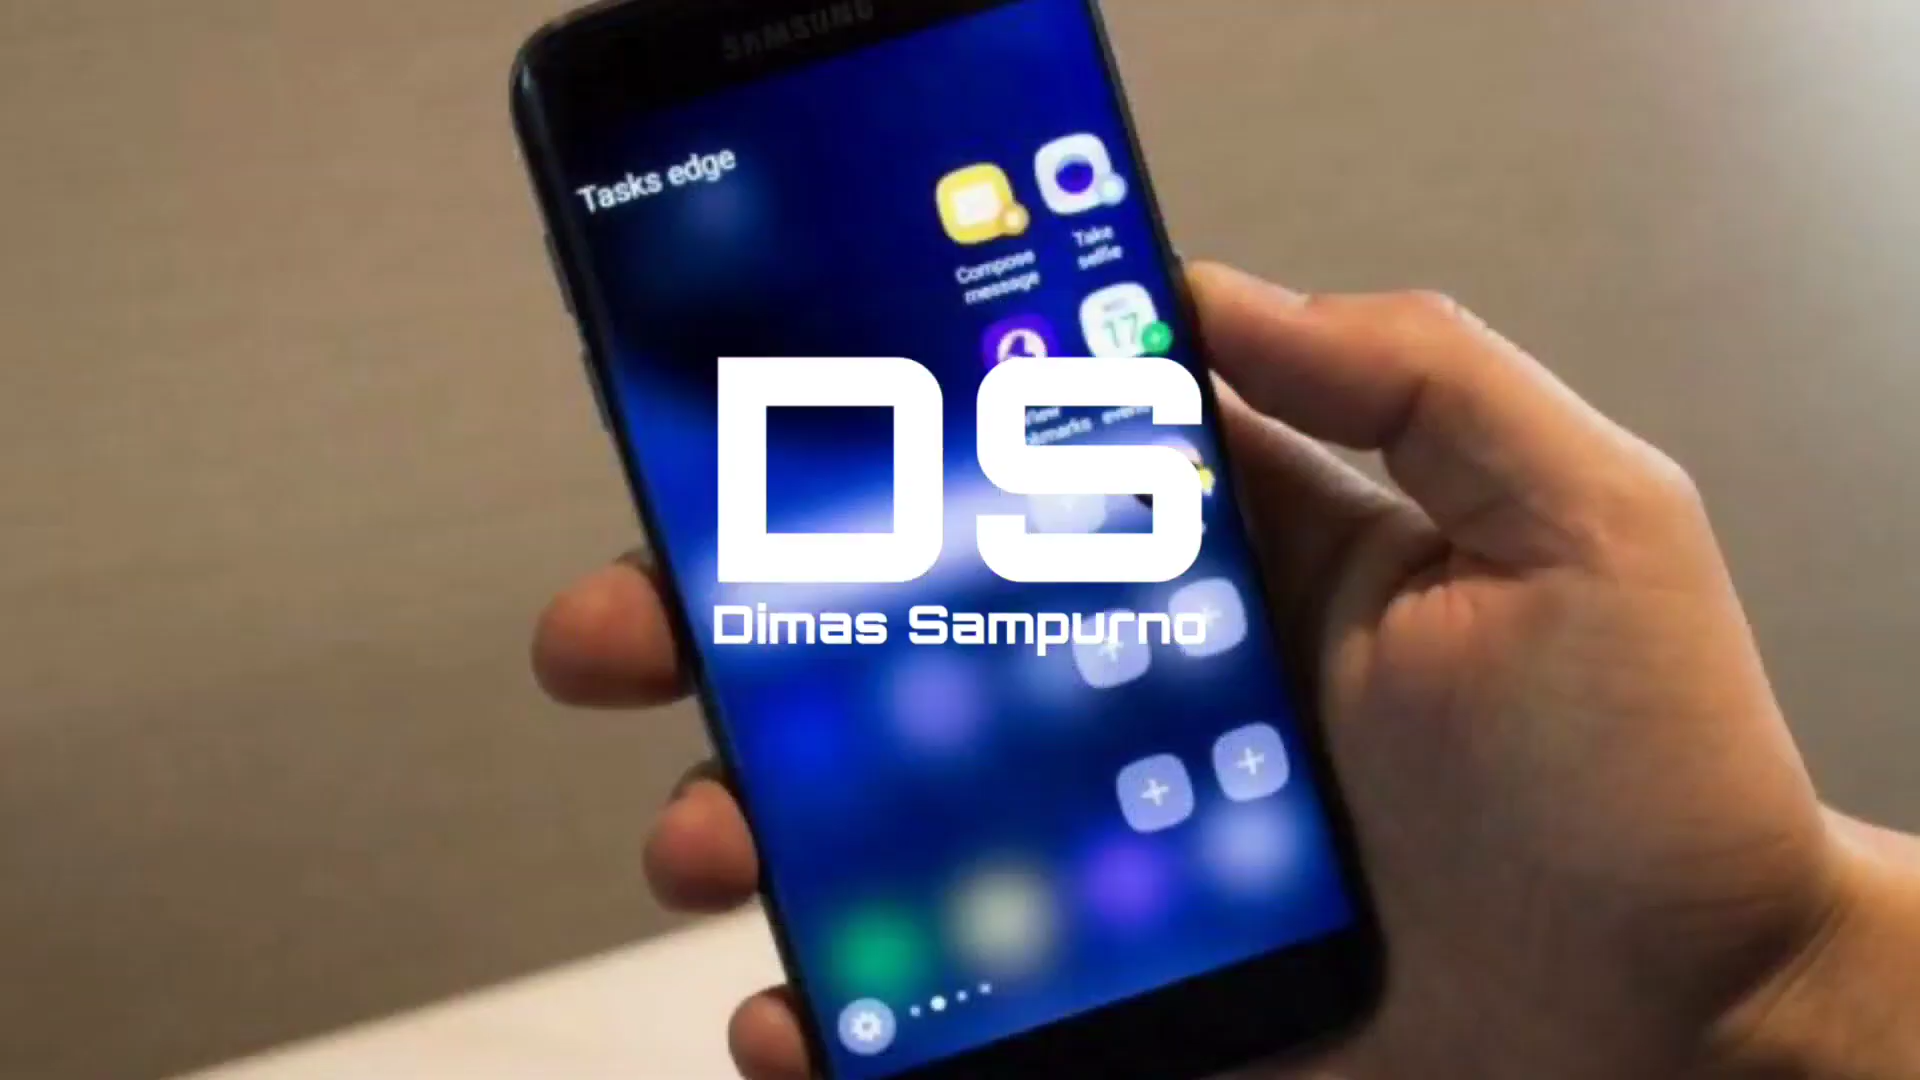 SAMSUNG
Tasks edge
Compose
message
Take
selfie
17
DS
Dimas Sampurno